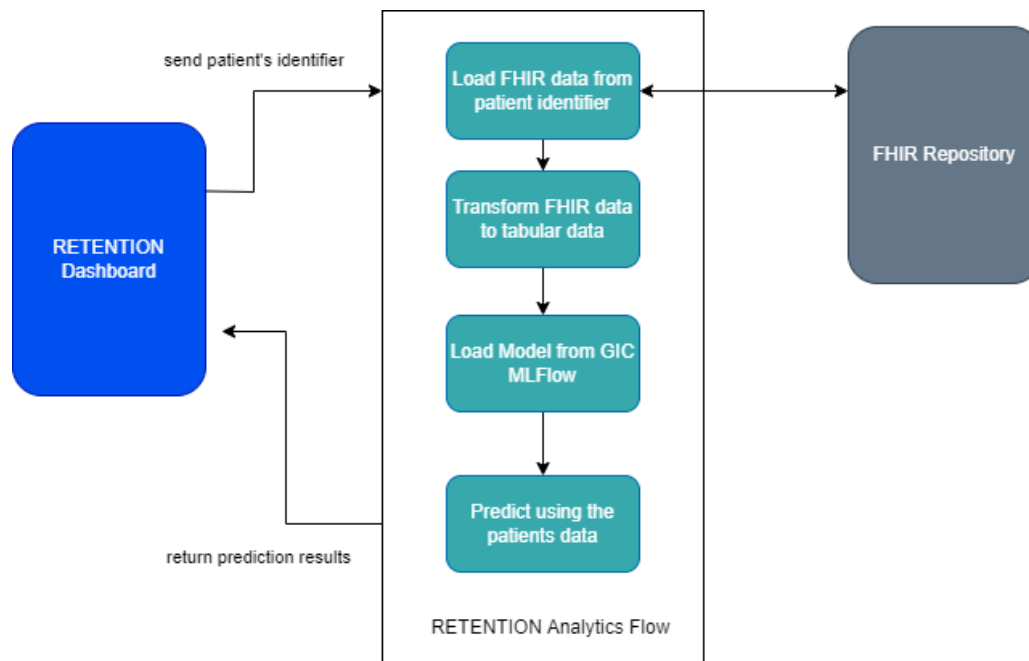 send patient's identifier
Load FHIR data from
patient identifier
FHIR Repository
Transform FHIR data
to tabular data
RETENTION
Dashboard
Load Model from GIC
MLFlow
Predict using the
patients data
return prediction results
RETENTION Analytics Flow